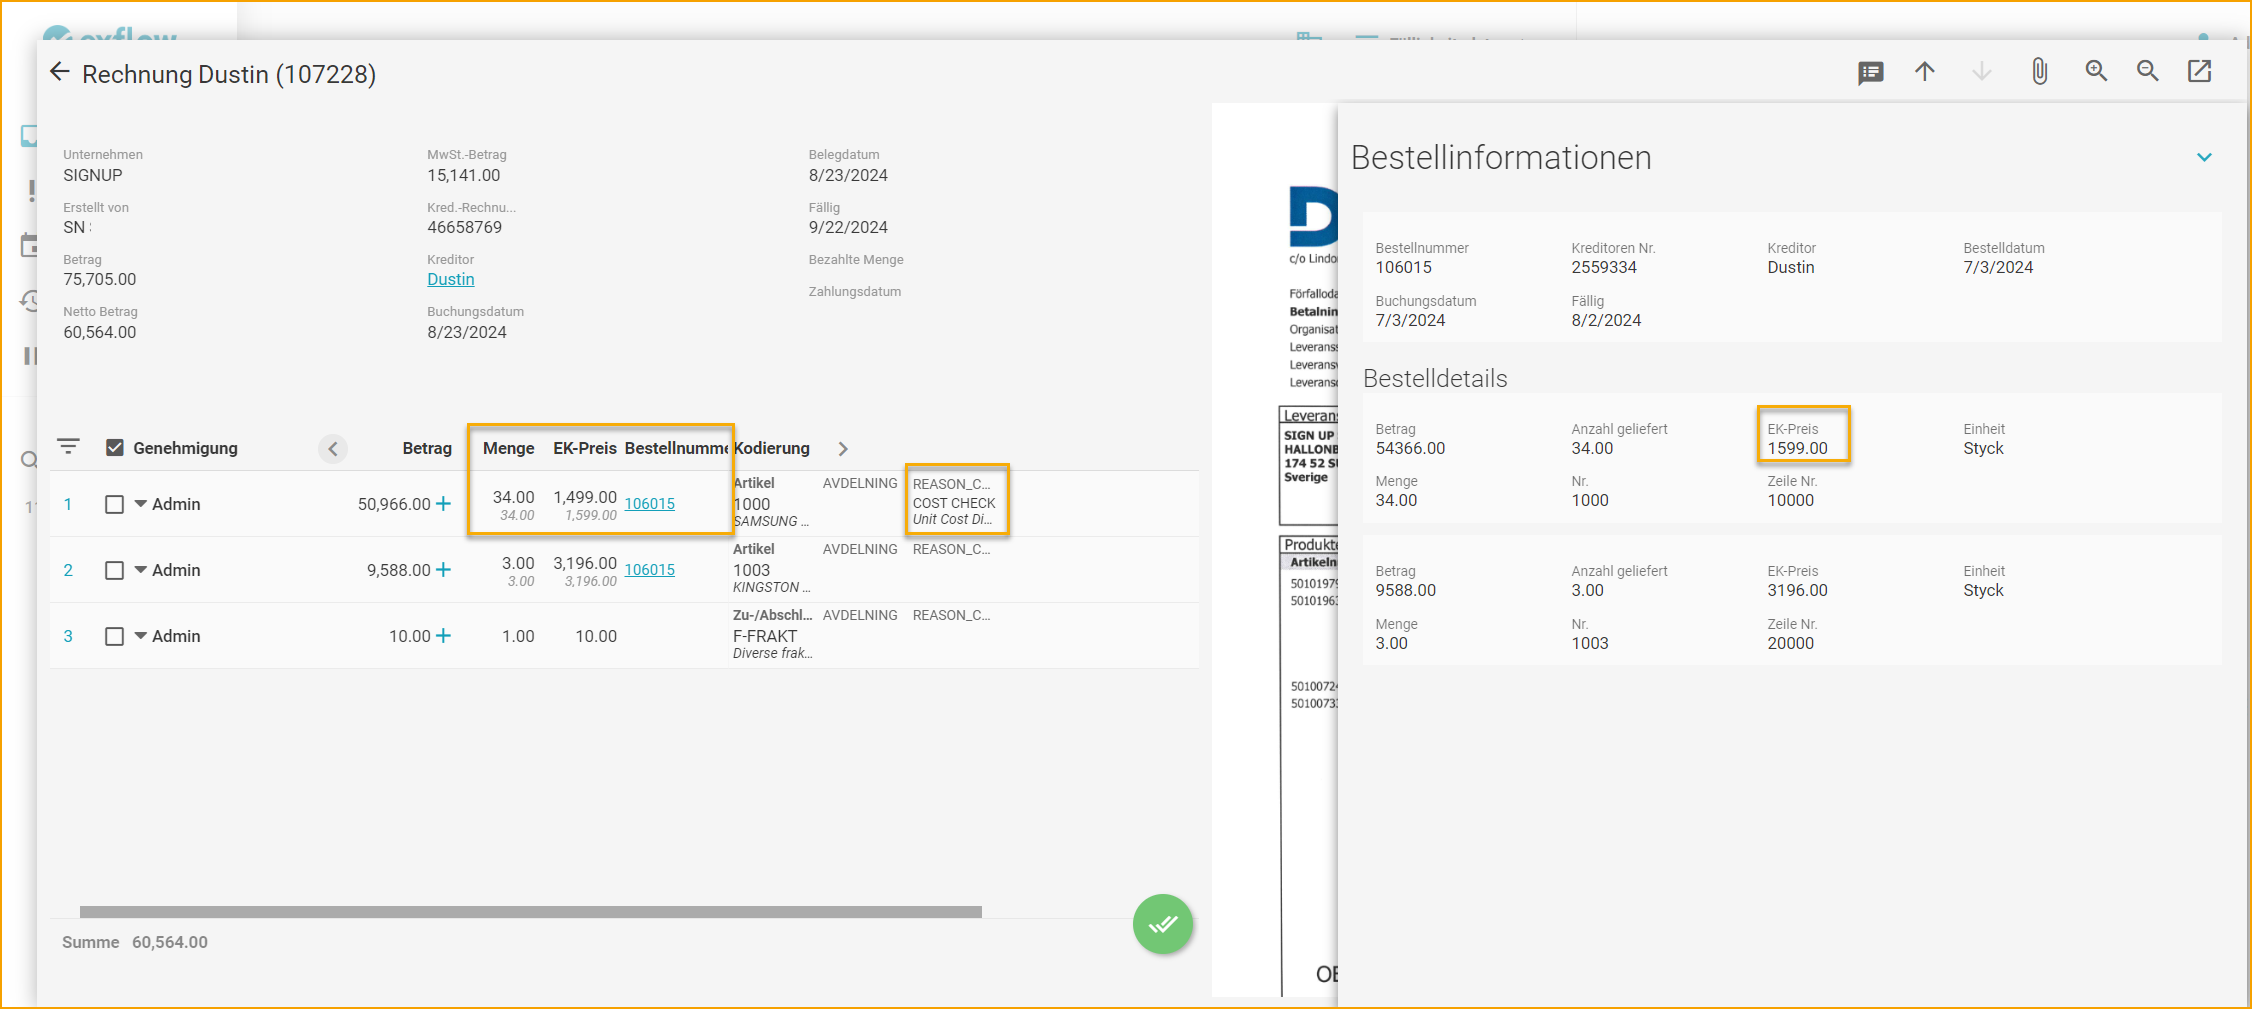 exflow
Rechnung Dustin (107228)
Unternehmen
SIGNUP
MwSt.-Betrag
15,141.00
Belegdatum
8/23/2024
Erstellt von
SN
Kred.-Rechnu...
46658769
Fällig
9/22/2024
Betrag
75,705.00
Kreditor
Dustin
Bezahlte Menge
Zahlungsdatum
Netto Betrag
60,564.00
Buchungsdatum
8/23/2024
Genehmigung Betrag Menge EK-Preis Bestellnumme Kodierung
1 Admin 50,966.00 34.00 1,499.00 106015
34.00 1,599.00
Artikel AVDELNING REASON_C...
1000 COST CHECK
SAMSUNG ... Unit Cost Di...
2 Admin 9,588.00 3.00 3,196.00 106015
3.00 3,196.00
Artikel AVDELNING REASON_C...
1003
KINGSTON ...
3 Admin 10.00 1.00 10.00
Zu-/Abschl... AVDELNING REASON_C...
F-FRAKT
Diverse frak...
Summe 60,564.00
D
c/o Lindo
Förfalloda
Betalnin
Organisat
Leveranss
Leveransv
Leveransd
Leverans
SIGN UP
HALLONB
174 52 SU
Sverige
Produkte
Artikeln
5010197
5010196
5010072
5010073
Bestellinformationen
Bestellnummer
106015
Kreditoren Nr.
2559334
Kreditor
Dustin
Bestelldatum
7/3/2024
Buchungsdatum
7/3/2024
Fällig
8/2/2024
Bestelldetails
Betrag
54366.00
Anzahl geliefert
34.00
EK-Preis
1599.00
Einheit
Styck
Menge
34.00
Nr.
1000
Zeile Nr.
10000
Betrag
9588.00
Anzahl geliefert
3.00
EK-Preis
3196.00
Einheit
Styck
Menge
3.00
Nr.
1003
Zeile Nr.
20000